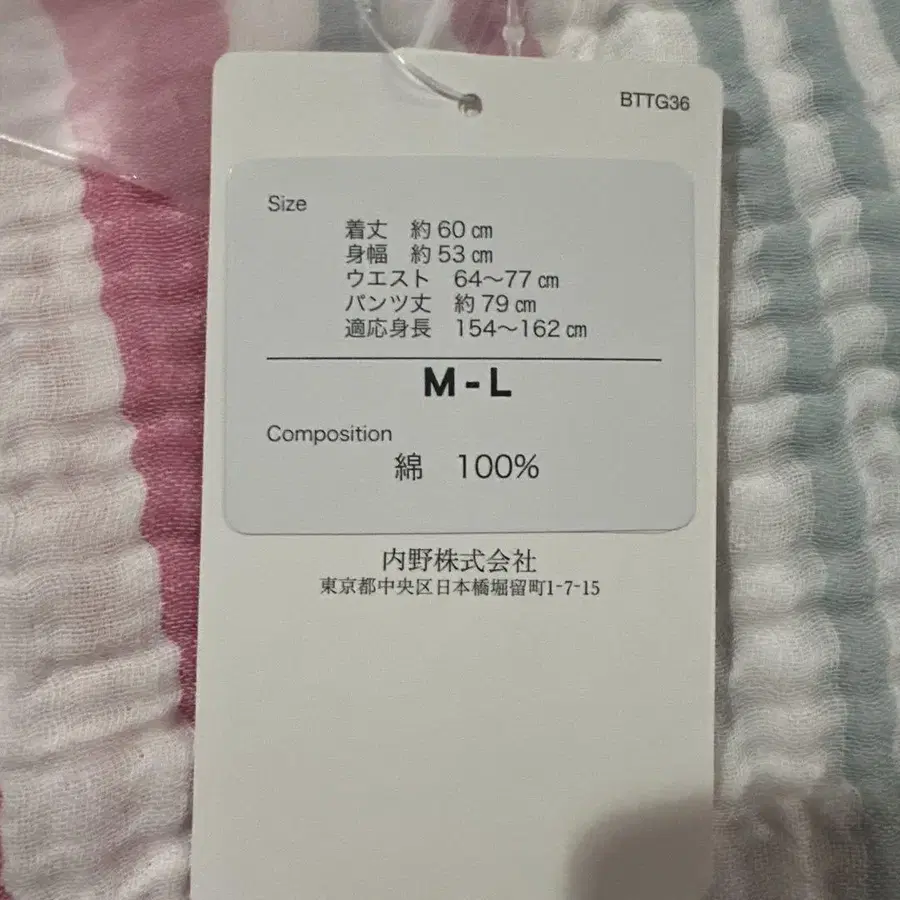 BTTG36
Size
着丈　約 60 ㎝
身幅　約 53 ㎝
ウエスト　64〜77 ㎝
パンツ丈　約 79 ㎝
適応身長　154〜162 ㎝
M - L
Composition
綿　100%
内野株式会社
東京都中央区日本橋堀留町1-7-15